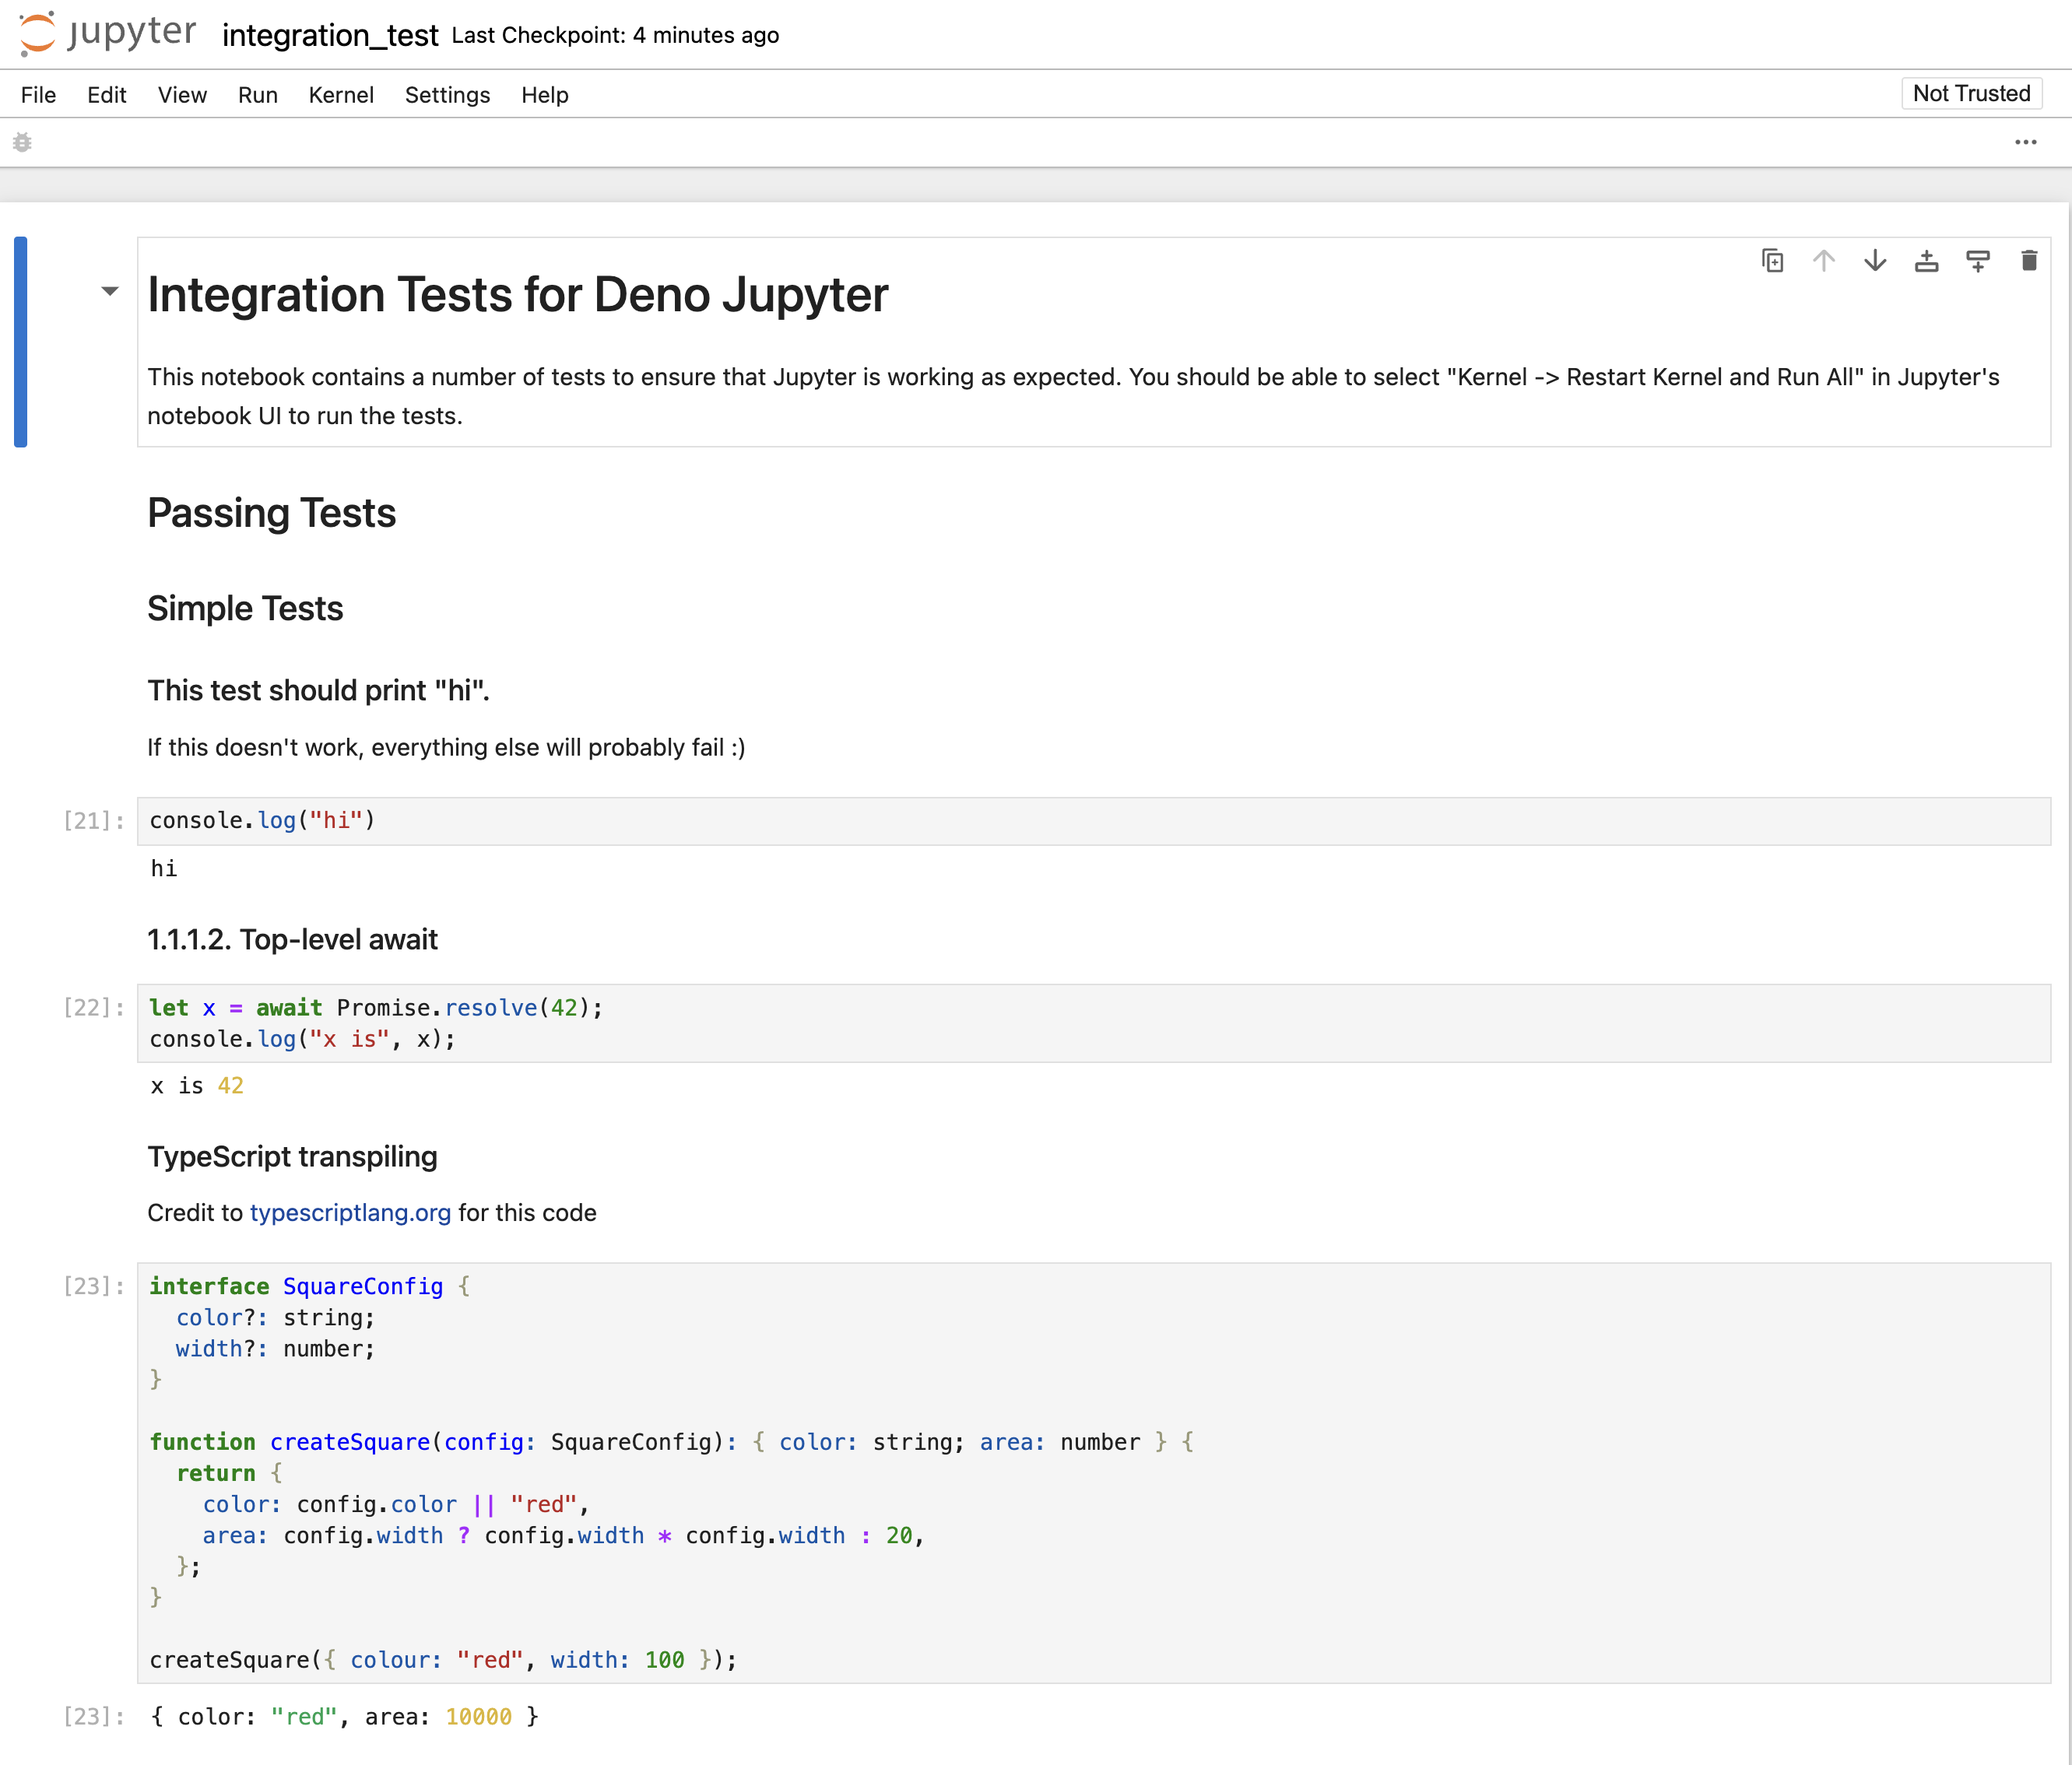 jupyter integration_test Last Checkpoint: 4 minutes ago
File Edit View Run Kernel Settings Help Not Trusted
Integration Tests for Deno Jupyter
This notebook contains a number of tests to ensure that Jupyter is working as expected. You should be able to select "Kernel -> Restart Kernel and Run All" in Jupyter's
notebook UI to run the tests.
Passing Tests
Simple Tests
This test should print "hi".
If this doesn't work, everything else will probably fail :)
[21]: console.log("hi")
hi
1.1.1.2. Top-level await
[22]: let x = await Promise.resolve(42);
console.log("x is", x);
x is 42
TypeScript transpiling
Credit to typescriptlang.org for this code
[23]: interface SquareConfig {
  color?: string;
  width?: number;
}
function createSquare(config: SquareConfig): { color: string; area: number } {
  return {
    color: config.color || "red",
    area: config.width ? config.width * config.width : 20,
  };
}
createSquare({ colour: "red", width: 100 });
[23]: { color: "red", area: 10000 }